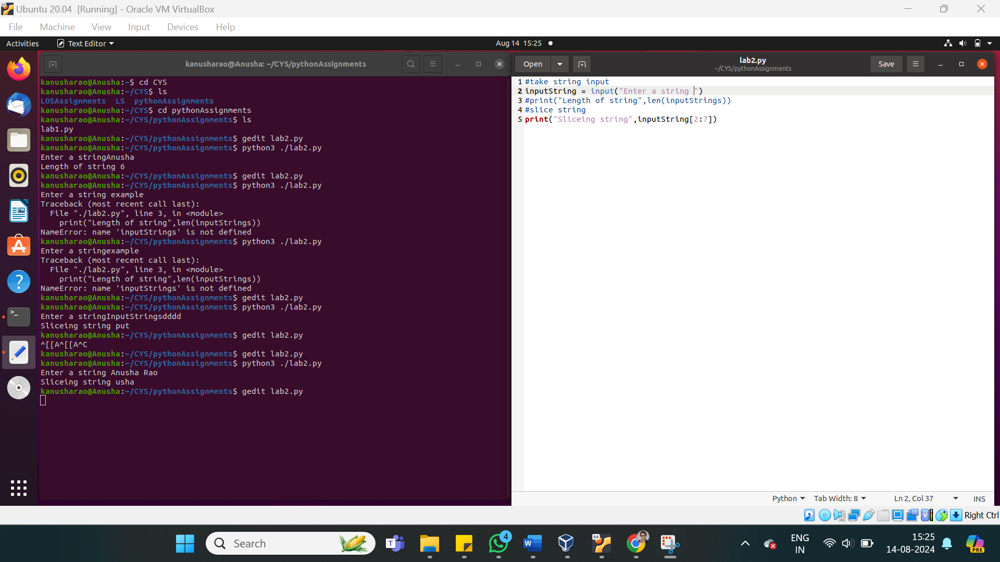 Ubuntu 20.04 [Running] - Oracle VM VirtualBox
File Machine View Input Devices Help
Activities Text Editor Aug 14 15:25
kanusharao@Anusha: ~/CYS/pythonAssignments
kanusharao@Anusha:~$ cd CYS
kanusharao@Anusha:~/CYS$ ls
LOSAssignments LS pythonAssignments
kanusharao@Anusha:~/CYS$ cd pythonAssignments
kanusharao@Anusha:~/CYS/pythonAssignments$ ls
lab1.py
kanusharao@Anusha:~/CYS/pythonAssignments$ gedit lab2.py
kanusharao@Anusha:~/CYS/pythonAssignments$ python3 ./lab2.py
Enter a stringAnusha
Length of string 6
kanusharao@Anusha:~/CYS/pythonAssignments$ gedit lab2.py
kanusharao@Anusha:~/CYS/pythonAssignments$ python3 ./lab2.py
Enter a string example
Traceback (most recent call last):
  File "./lab2.py", line 3, in <module>
    print("Length of string",len(inputStrings))
NameError: name 'inputStrings' is not defined
kanusharao@Anusha:~/CYS/pythonAssignments$ python3 ./lab2.py
Enter a stringexample
Traceback (most recent call last):
  File "./lab2.py", line 3, in <module>
    print("Length of string",len(inputStrings))
NameError: name 'inputStrings' is not defined
kanusharao@Anusha:~/CYS/pythonAssignments$ gedit lab2.py
kanusharao@Anusha:~/CYS/pythonAssignments$ python3 ./lab2.py
Enter a stringInputStringsdddd
Sliceing string put
kanusharao@Anusha:~/CYS/pythonAssignments$ gedit lab2.py
^[[A^[[A^C
kanusharao@Anusha:~/CYS/pythonAssignments$ gedit lab2.py
kanusharao@Anusha:~/CYS/pythonAssignments$ python3 ./lab2.py
Enter a string Anusha Rao
Sliceing string usha
kanusharao@Anusha:~/CYS/pythonAssignments$ gedit lab2.py
Open lab2.py Save
~/CYS/pythonAssignments
1 #take string input
2 inputString = input("Enter a string ")
3 #print("Length of string",len(inputStrings))
4 #slice string
5 print("Sliceing string",inputString[2:7])
Python Tab Width: 8 Ln 2, Col 37 INS
Right Ctrl
Search
T
4
W
64
ENG
IN
15:25
14-08-2024
PRE